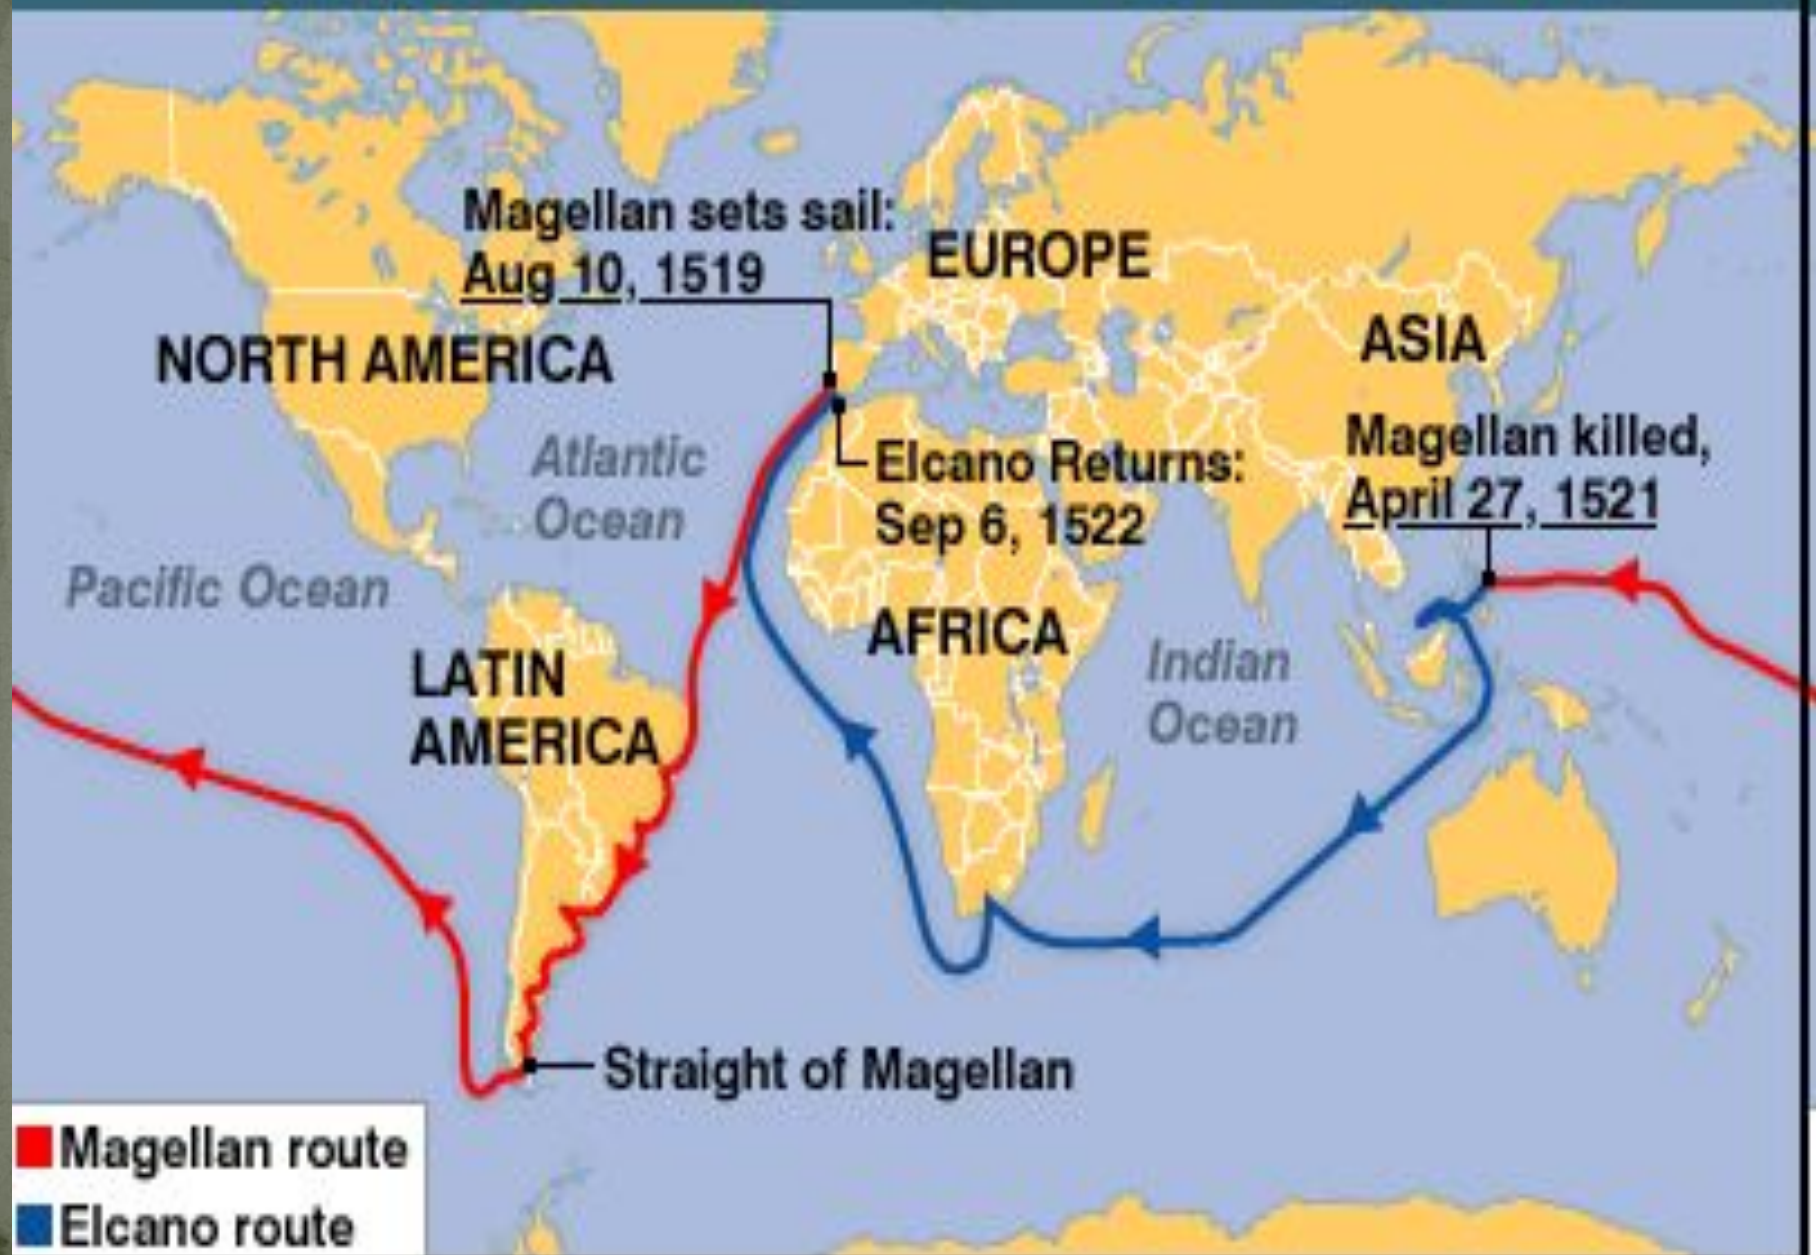 Magellan sets sail:
Aug 10, 1519
EUROPE
NORTH AMERICA
ASIA
Atlantic
Ocean
Elcano Returns:
Sep 6, 1522
Magellan killed,
April 27, 1521
Pacific Ocean
AFRICA
LATIN
AMERICA
Indian
Ocean
Straight of Magellan
Magellan route
Elcano route